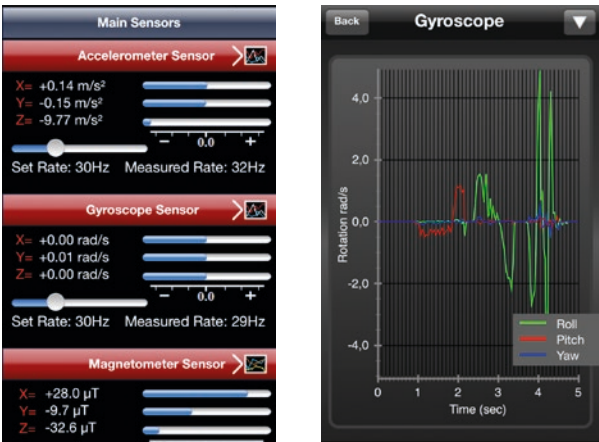 Main Sensors
Accelerometer Sensor
X= +0.14 m/s²
Y= -0.15 m/s²
Z= -9.77 m/s²
− 0.0 +
Set Rate: 30Hz Measured Rate: 32Hz
Gyroscope Sensor
X= +0.00 rad/s
Y= +0.01 rad/s
Z= +0.00 rad/s
− 0.0 +
Set Rate: 30Hz Measured Rate: 29Hz
Magnetometer Sensor
X= +28.0 µT
Y= -9.7 µT
Z= -32.6 µT
Back Gyroscope
Rotation rad/s
4,0
2,0
0,0
-2,0
-4,0
Roll
Pitch
Yaw
0 1 2 3 4 5
Time (sec)